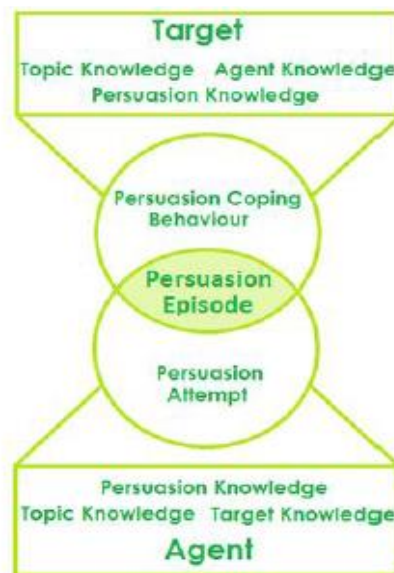 Target
Topic Knowledge Agent Knowledge
Persuasion Knowledge
Persuasion Coping
Behaviour
Persuasion
Episode
Persuasion
Attempt
Persuasion Knowledge
Topic Knowledge Target Knowledge
Agent